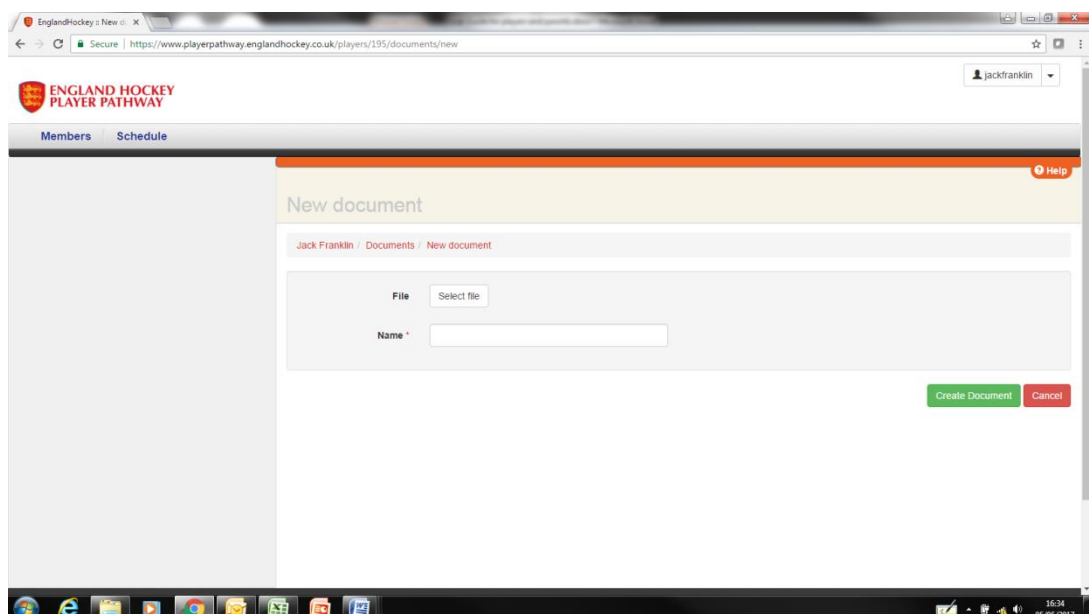 EnglandHockey :: New d
Secure | https://www.playerpathway.englandhockey.co.uk/players/195/documents/new
jackfranklin
ENGLAND HOCKEY
PLAYER PATHWAY
Members Schedule
Help
New document
Jack Franklin / Documents / New document
File Select file
Name *
Create Document Cancel
16:34